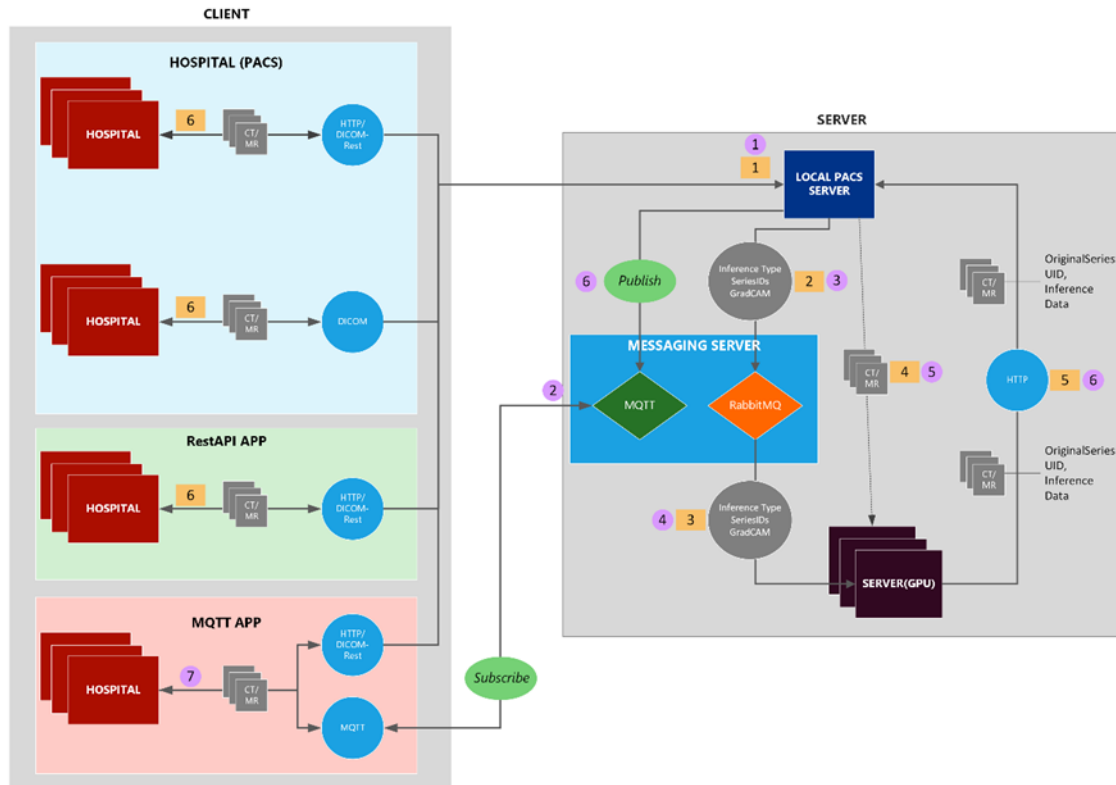 CLIENT
HOSPITAL (PACS)
HOSPITAL
6
CT/
MR
HTTP/
DICOM-
Rest
HOSPITAL
6
CT/
MR
DICOM
RestAPI APP
HOSPITAL
6
CT/
MR
HTTP/
DICOM-
Rest
MQTT APP
HOSPITAL
7
CT/
MR
HTTP/
DICOM-
Rest
MQTT
Subscribe
SERVER
1
1
LOCAL PACS
SERVER
6
Publish
Inference Type
SeriesIDs
GradCAM
2
3
MESSAGING SERVER
2
MQTT
RabbitMQ
4
3
Inference Type
SeriesIDs
GradCAM
CT/
MR
4
5
SERVER(GPU)
CT/
MR
OriginalSeries
UID,
Inference
Data
HTTP
5
6
CT/
MR
OriginalSeries
UID,
Inference
Data